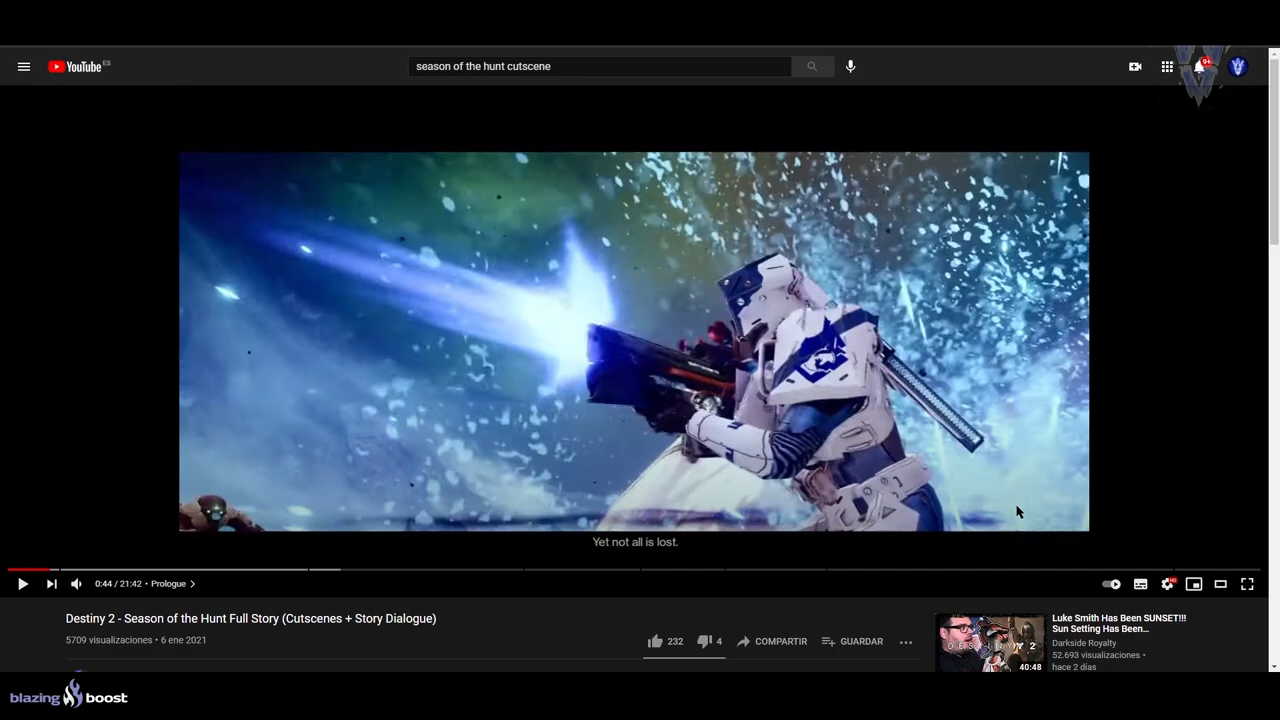 YouTube ES
season of the hunt cutscene
9+
Yet not all is lost.
0:44 / 21:42 • Prologue
HD
Destiny 2 - Season of the Hunt Full Story (Cutscenes + Story Dialogue)
5709 visualizaciones • 6 ene 2021
232
4
COMPARTIR
GUARDAR
Luke Smith Has Been SUNSET!!!
Sun Setting Has Been…
Darkside Royalty
52.693 visualizaciones •
hace 2 días
40:48
blazing boost